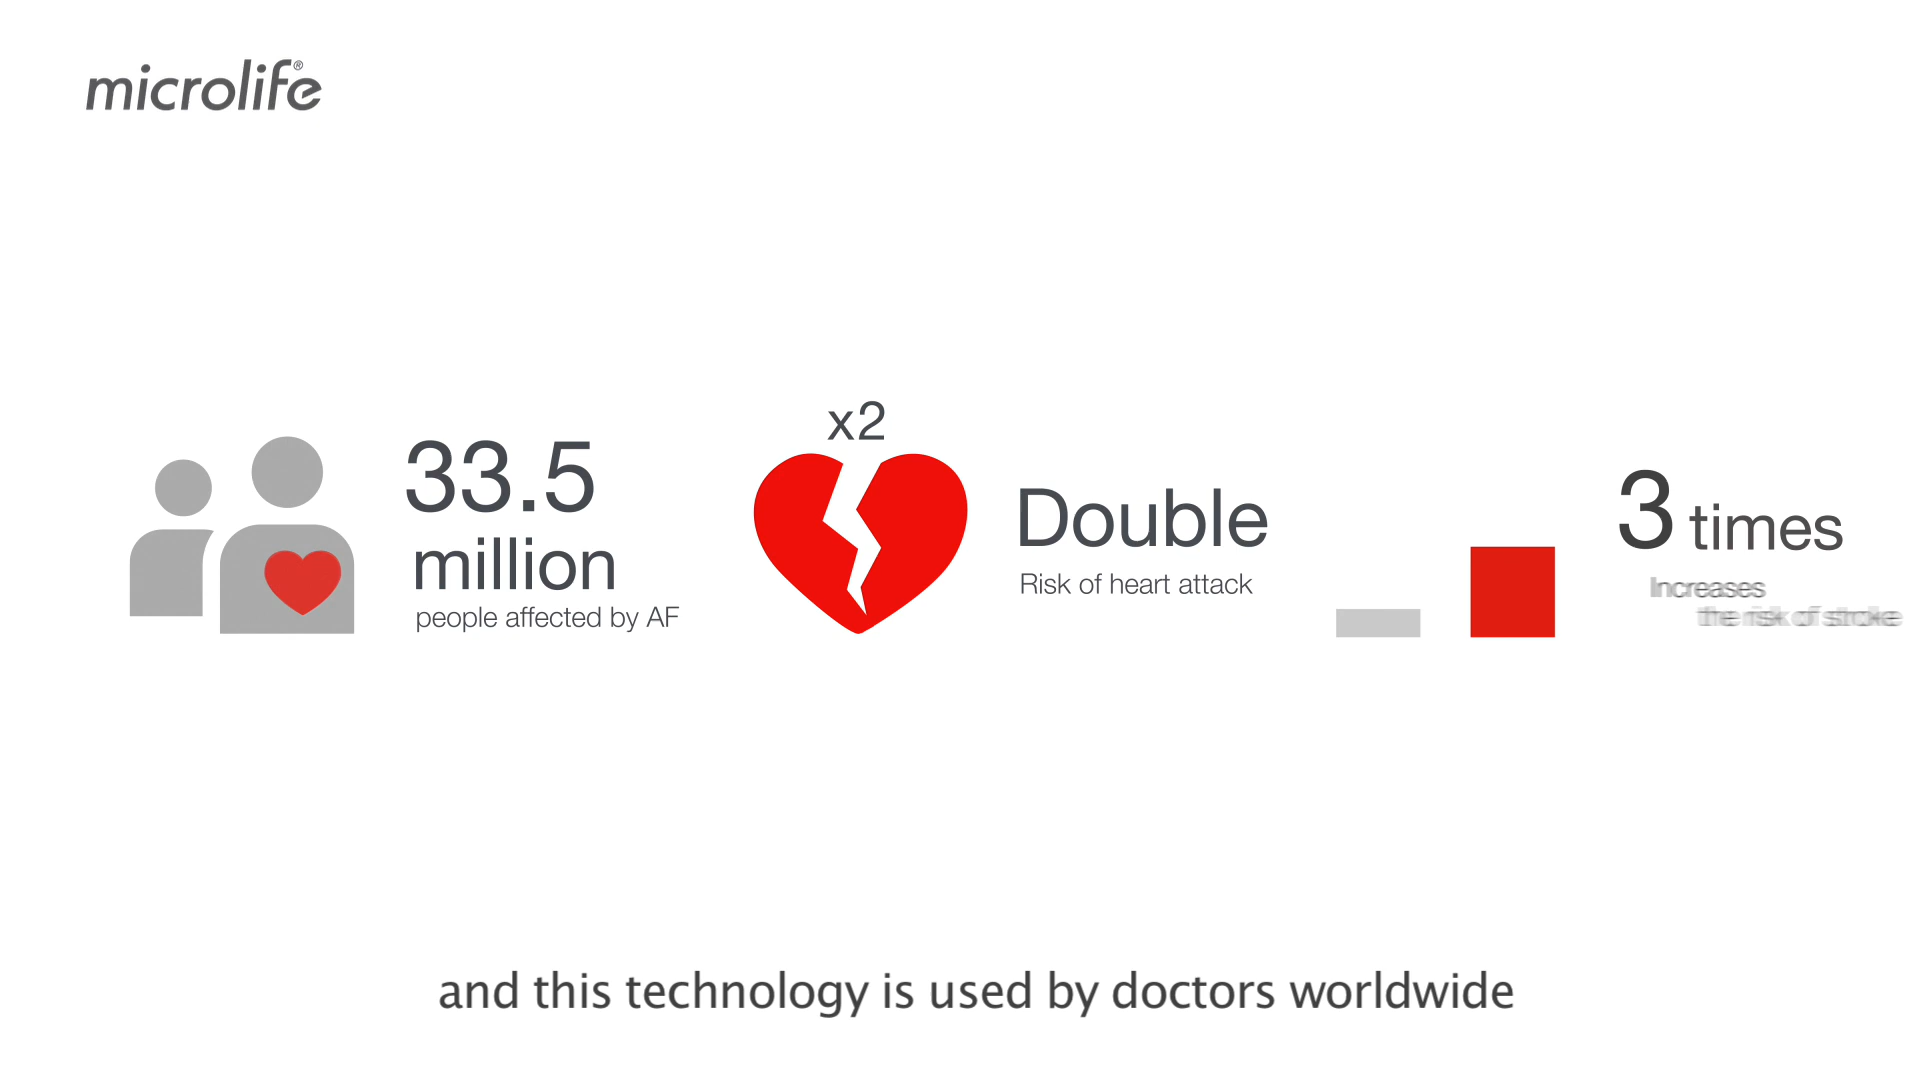 microlife®
33.5
million
people affected by AF
x2
Double
Risk of heart attack
3 times
Increases
the risk of stroke
and this technology is used by doctors worldwide